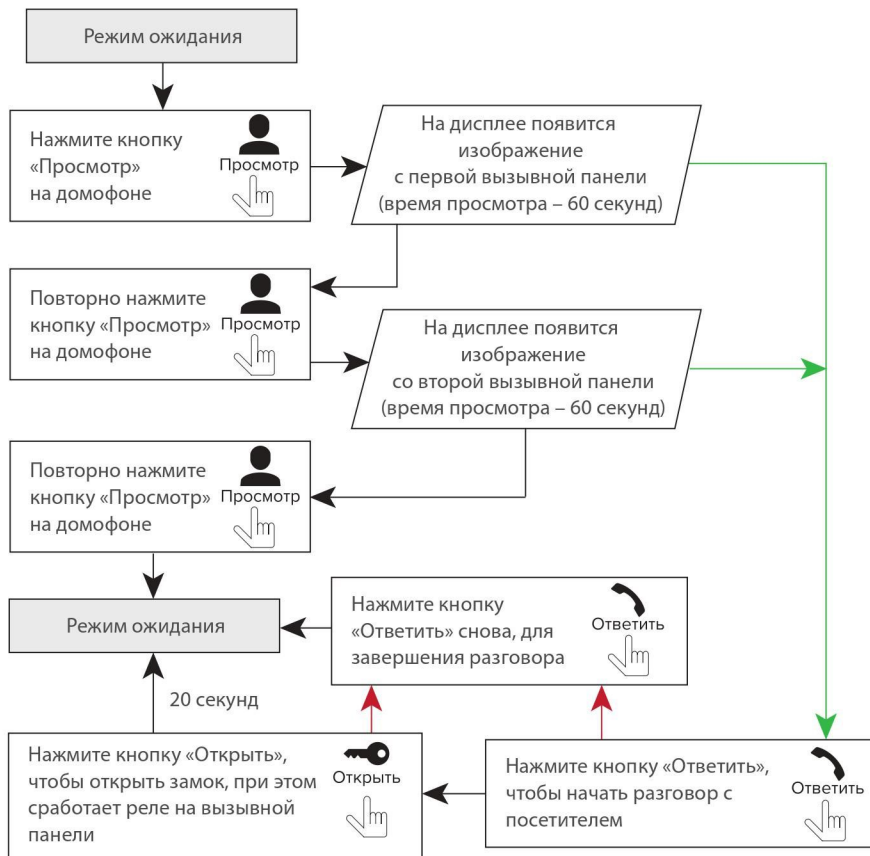 Режим ожидания
Нажмите кнопку
«Просмотр»
на домофоне
Просмотр
На дисплее появится
изображение
с первой вызывной панели
(время просмотра – 60 секунд)
Повторно нажмите
кнопку «Просмотр»
на домофоне
Просмотр
На дисплее появится
изображение
со второй вызывной панели
(время просмотра – 60 секунд)
Повторно нажмите
кнопку «Просмотр»
на домофоне
Просмотр
Режим ожидания
Нажмите кнопку
«Ответить» снова, для
завершения разговора
Ответить
20 секунд
Нажмите кнопку «Открыть»,
чтобы открыть замок, при этом
сработает реле на вызывной
панели
Открыть
Нажмите кнопку «Ответить»,
чтобы начать разговор с
посетителем
Ответить